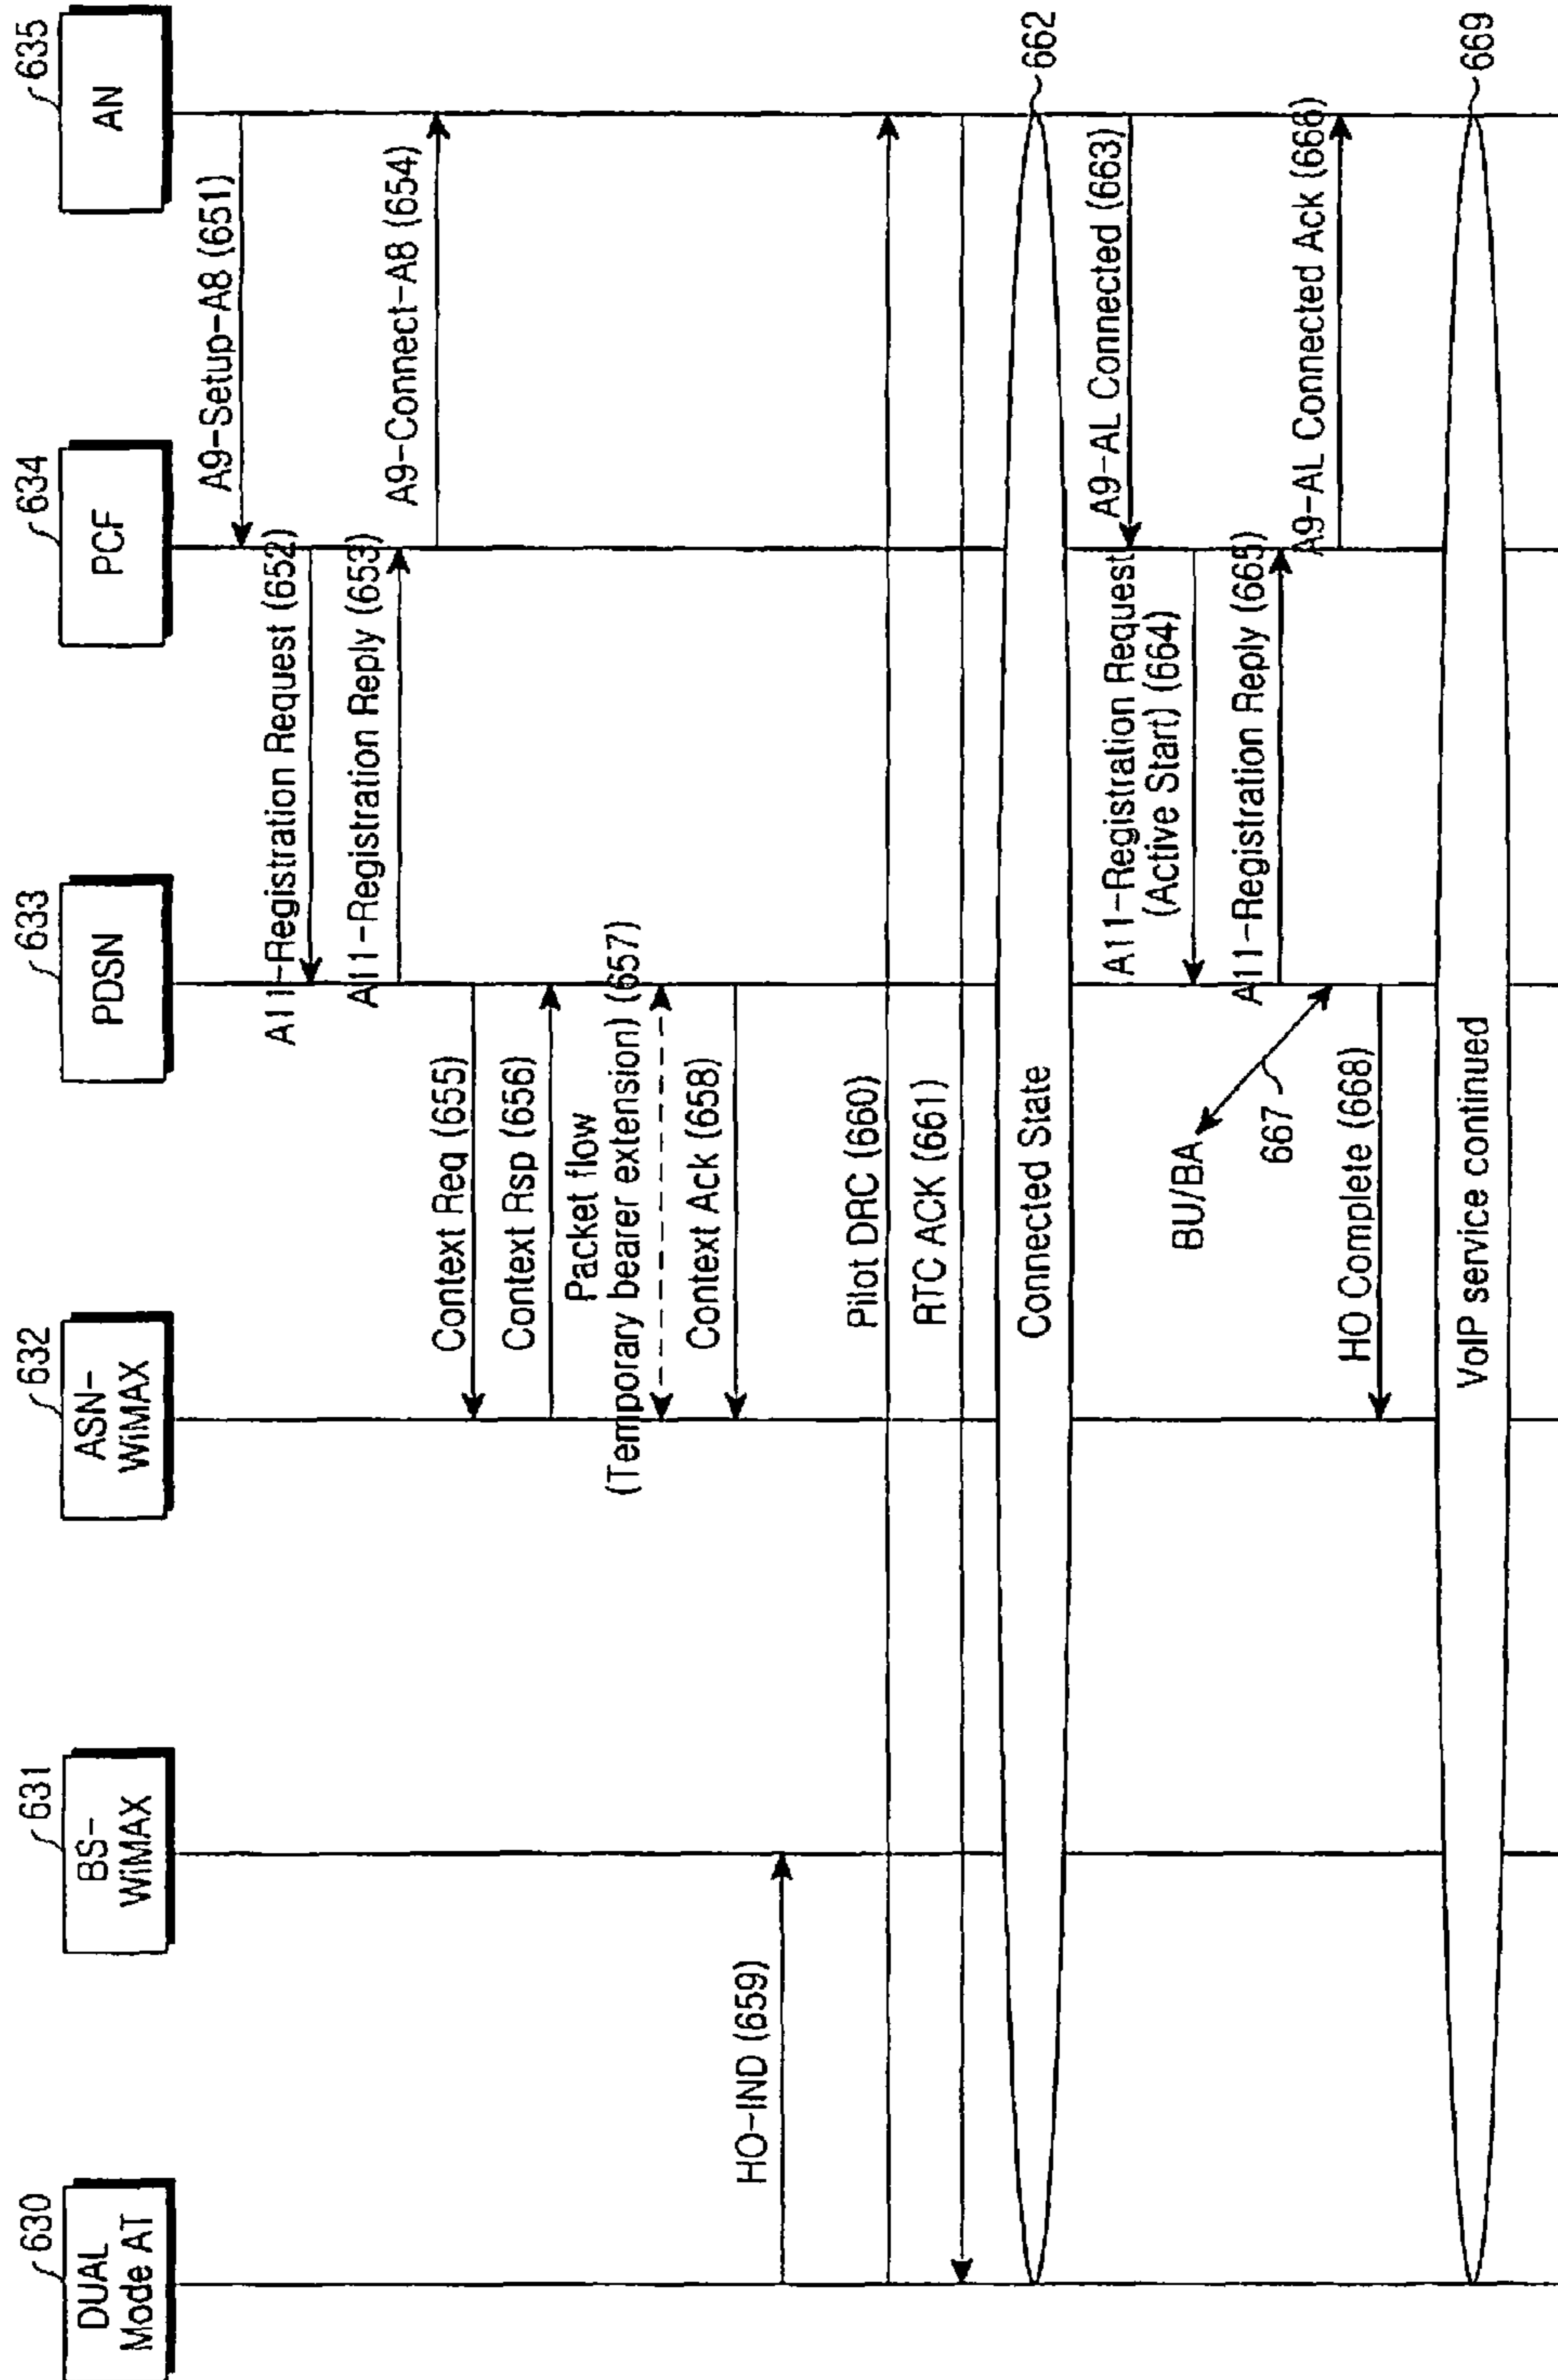 630
DUAL
Mode AT
631
BS-
WiMAX
632
ASN-
WiMAX
633
PDSN
634
PCF
635
AN
A9-Setup-A8 (651)
A11-Registration Request (652)
A11-Registration Reply (653)
A9-Connect-A8 (654)
Context Req (655)
Context Rsp (656)
Packet flow
(Temporary bearer extension) (657)
Context Ack (658)
HO-IND (659)
Pilot DRC (660)
RTC ACK (661)
Connected State
662
A9-AL Connected (663)
A11-Registration Request
(Active Start) (664)
A11-Registration Reply (665)
A9-AL Connected Ack (666)
BU/BA
667
HO Complete (668)
VoIP service continued
669